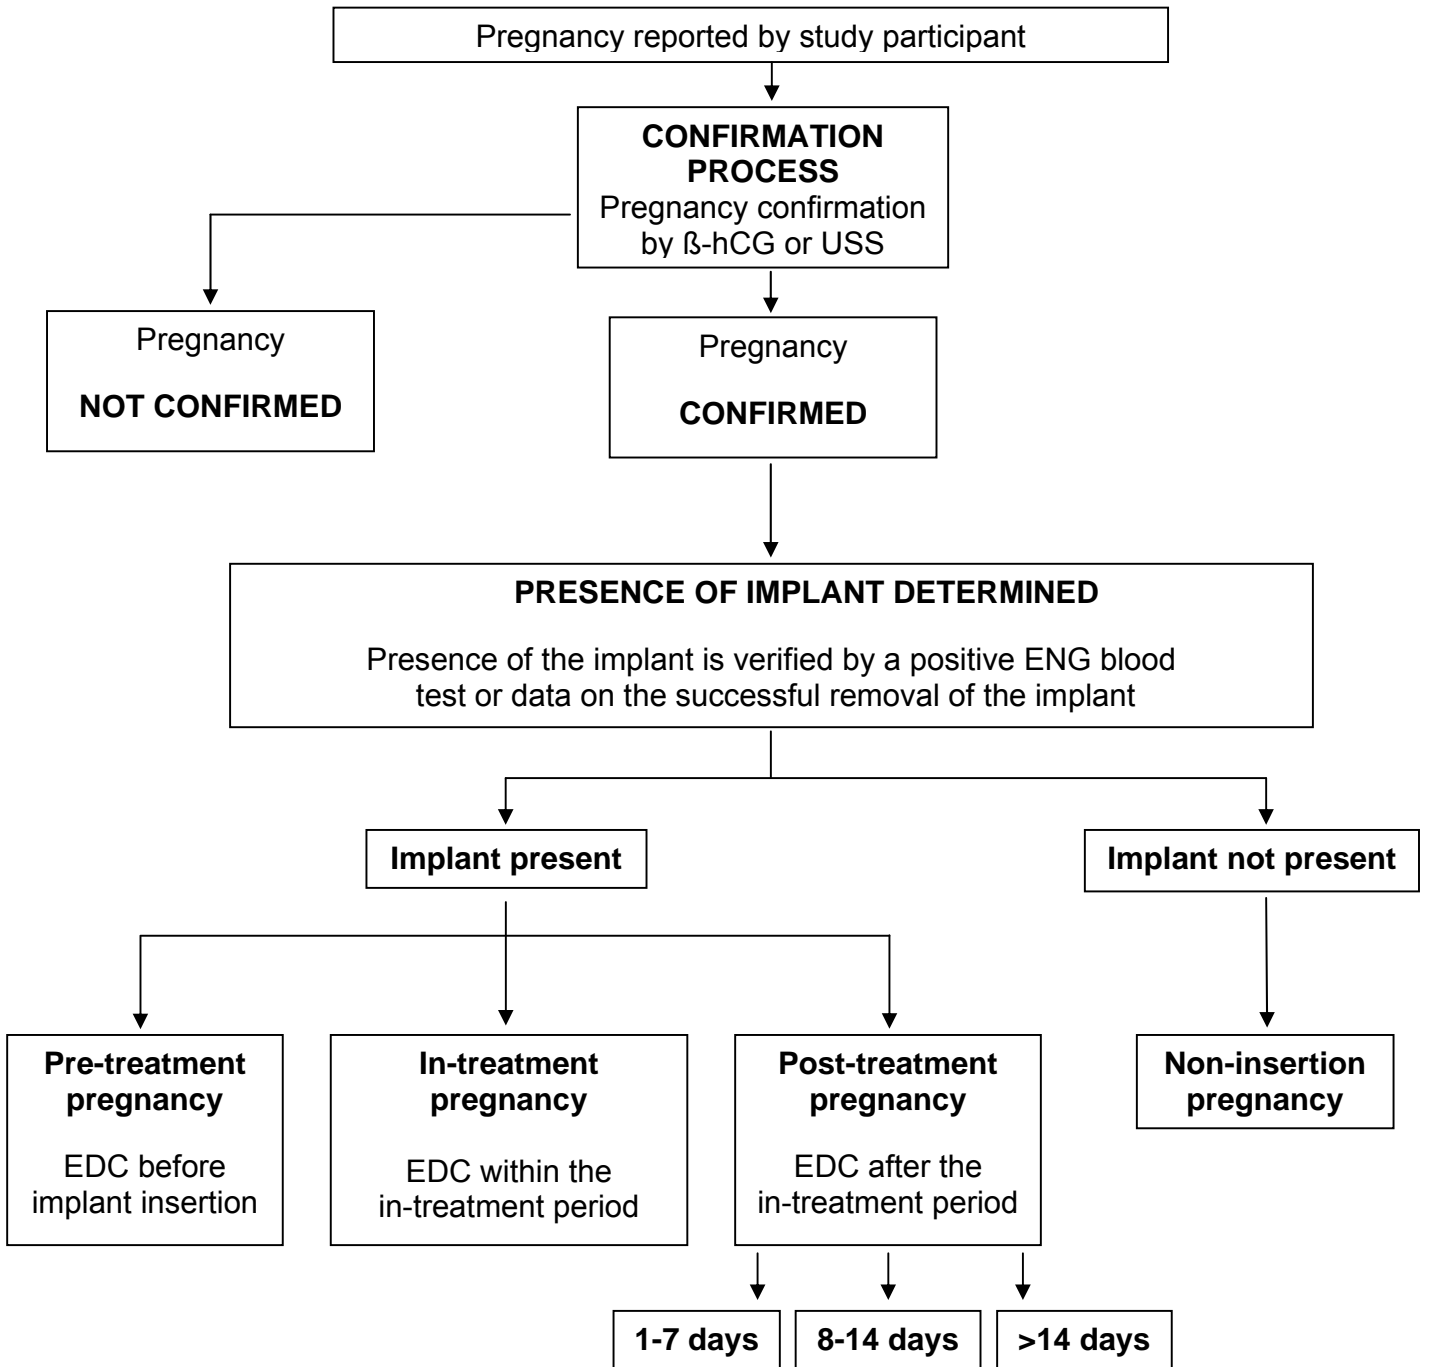 Pregnancy reported by study participant
CONFIRMATION
PROCESS
Pregnancy confirmation
by ß-hCG or USS
Pregnancy
NOT CONFIRMED
Pregnancy
CONFIRMED
PRESENCE OF IMPLANT DETERMINED
Presence of the implant is verified by a positive ENG blood
test or data on the successful removal of the implant
Implant present
Implant not present
Pre-treatment
pregnancy
EDC before
implant insertion
In-treatment
pregnancy
EDC within the
in-treatment period
Post-treatment
pregnancy
EDC after the
in-treatment period
Non-insertion
pregnancy
1-7 days
8-14 days
>14 days